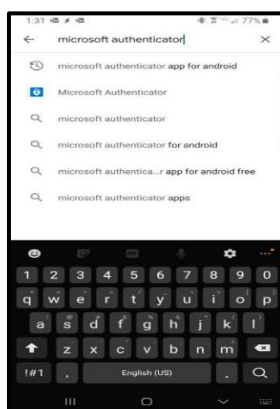 1:31
77%
microsoft authenticator
microsoft authenticator app for android
Microsoft Authenticator
microsoft authenticator
microsoft authenticator for android
microsoft authentica...r app for android free
microsoft authenticator apps
1 2 3 4 5 6 7 8 9 0
q w e r t y u i o p
a s d f g h j k l
z x c v b n m
!#1 , English (US) .